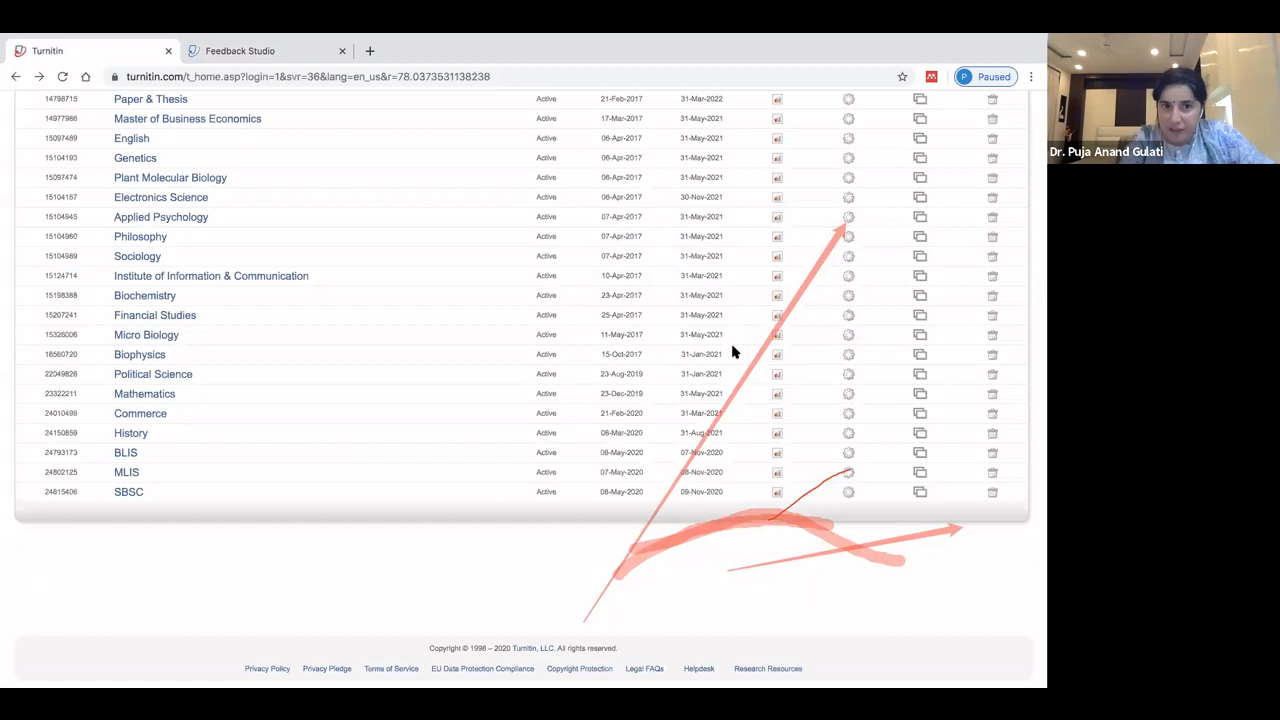 Turnitin
Feedback Studio
turnitin.com/t_home.asp?login=1&svr=36&lang=en_us&r=78.0373531138238
P Paused
Dr. Puja Anand Gulati
14798715 Paper & Thesis Active 21-Feb-2017 31-Mar-2022
14977986 Master of Business Economics Active 17-Mar-2017 31-May-2021
15097489 English Active 06-Apr-2017 31-May-2021
15104193 Genetics Active 06-Apr-2017 31-May-2021
15097474 Plant Molecular Biology Active 06-Apr-2017 31-May-2021
15104167 Electronics Science Active 06-Apr-2017 30-Nov-2021
15104945 Applied Psychology Active 07-Apr-2017 31-May-2021
15104960 Philosophy Active 07-Apr-2017 31-May-2021
15104989 Sociology Active 07-Apr-2017 31-May-2021
15124714 Institute of Information & Communication Active 10-Apr-2017 31-Mar-2021
15198388 Biochemistry Active 23-Apr-2017 31-May-2021
15207241 Financial Studies Active 25-Apr-2017 31-May-2021
15326006 Micro Biology Active 11-May-2017 31-May-2021
16560720 Biophysics Active 15-Oct-2017 31-Jan-2021
22049826 Political Science Active 23-Aug-2019 31-Jan-2021
23322211 Mathematics Active 23-Dec-2019 31-May-2021
24010498 Commerce Active 21-Feb-2020 31-Mar-2021
24150859 History Active 06-Mar-2020 31-Aug-2021
24793173 BLIS Active 06-May-2020 07-Nov-2020
24802125 MLIS Active 07-May-2020 08-Nov-2020
24815406 SBSC Active 08-May-2020 09-Nov-2020
Copyright © 1998 – 2020 Turnitin, LLC. All rights reserved.
Privacy Policy Privacy Pledge Terms of Service EU Data Protection Compliance Copyright Protection Legal FAQs Helpdesk Research Resources